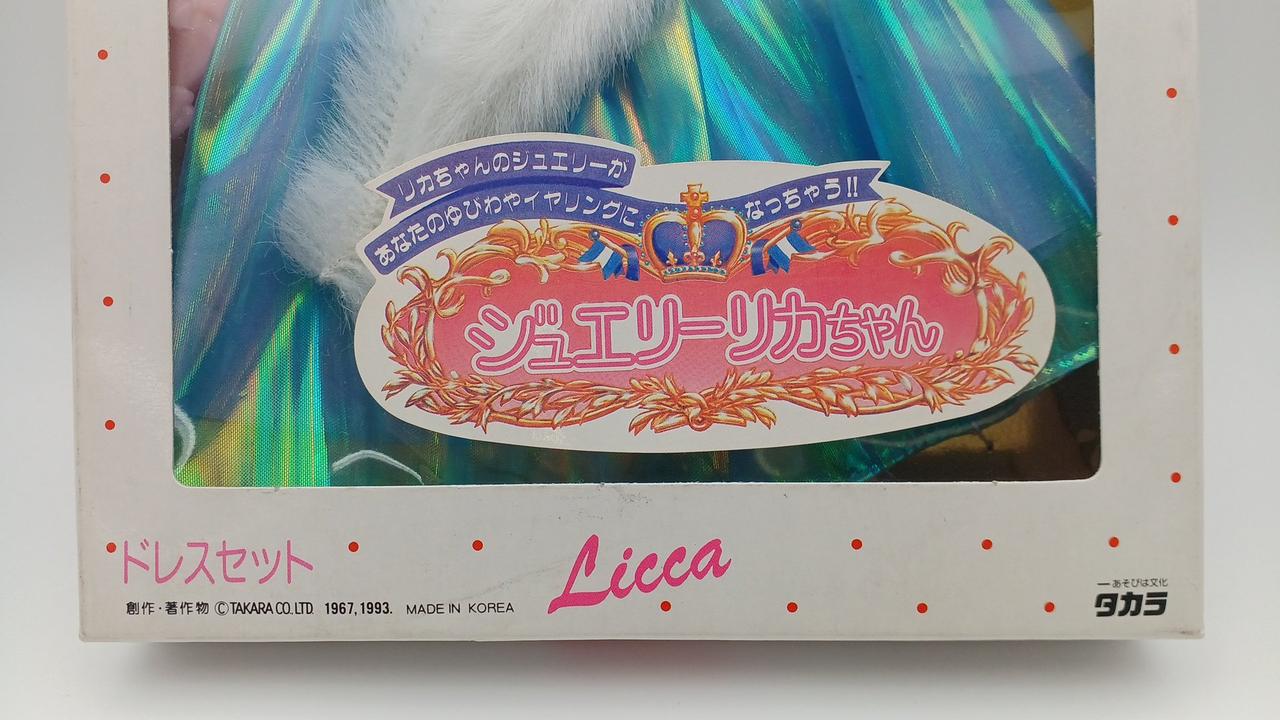 リカちゃんのジュエリーが
あなたのゆびわやイヤリングになっちゃう!!
ジュエリーリカちゃん
ドレスセット
Licca
創作・著作物 ©TAKARA CO.,LTD. 1967,1993. MADE IN KOREA
—あそびは文化
タカラ